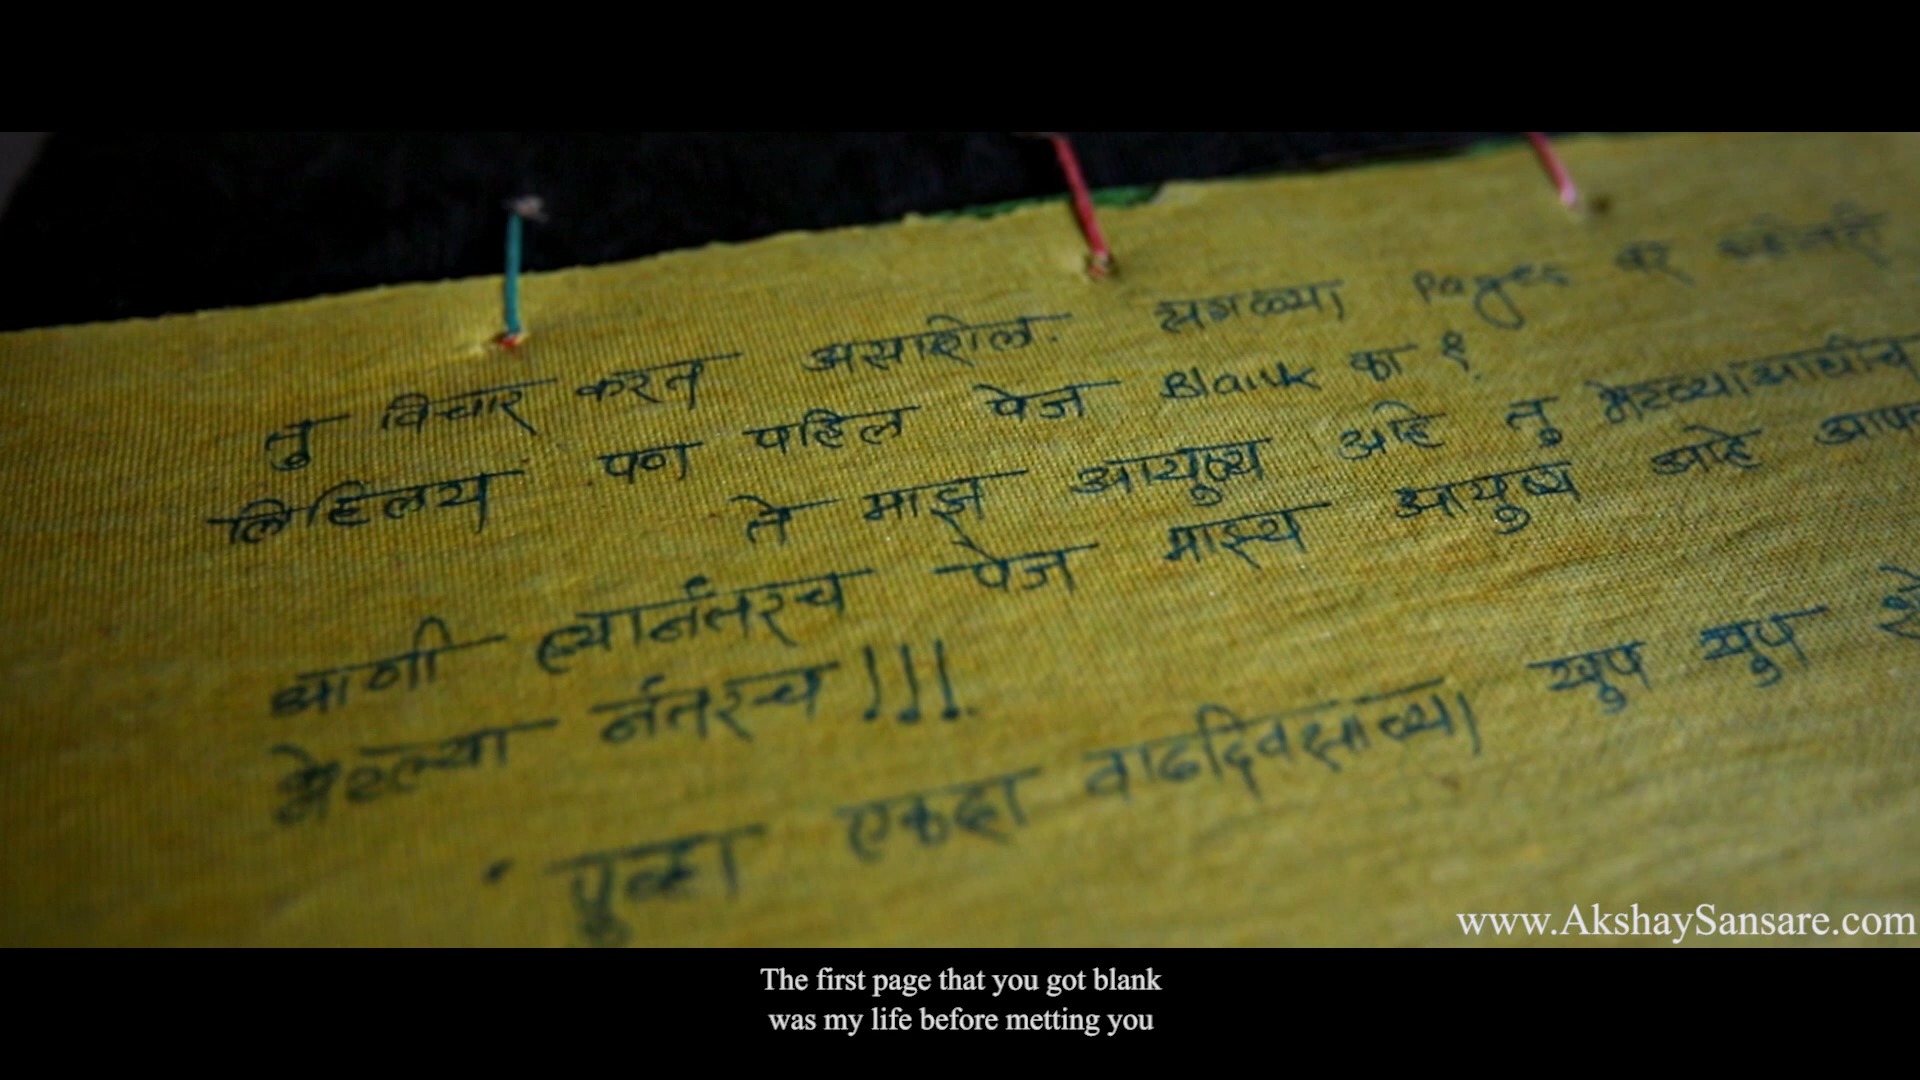 तु विचार करत असशील. सगळ्या Pages वर
लिहिलय पण पहिल पेज Blank का ?
ते माझ आयुष्य आहे तु भेटण्याआधीच
आणी त्यानंतरच पेज माझ्य आयुष्य आहे
भेटल्या नंतरच !!!
पुन्हा एकदा वाढदिवसाच्या खुप खुप
www.AkshaySansare.com
The first page that you got blank
was my life before metting you